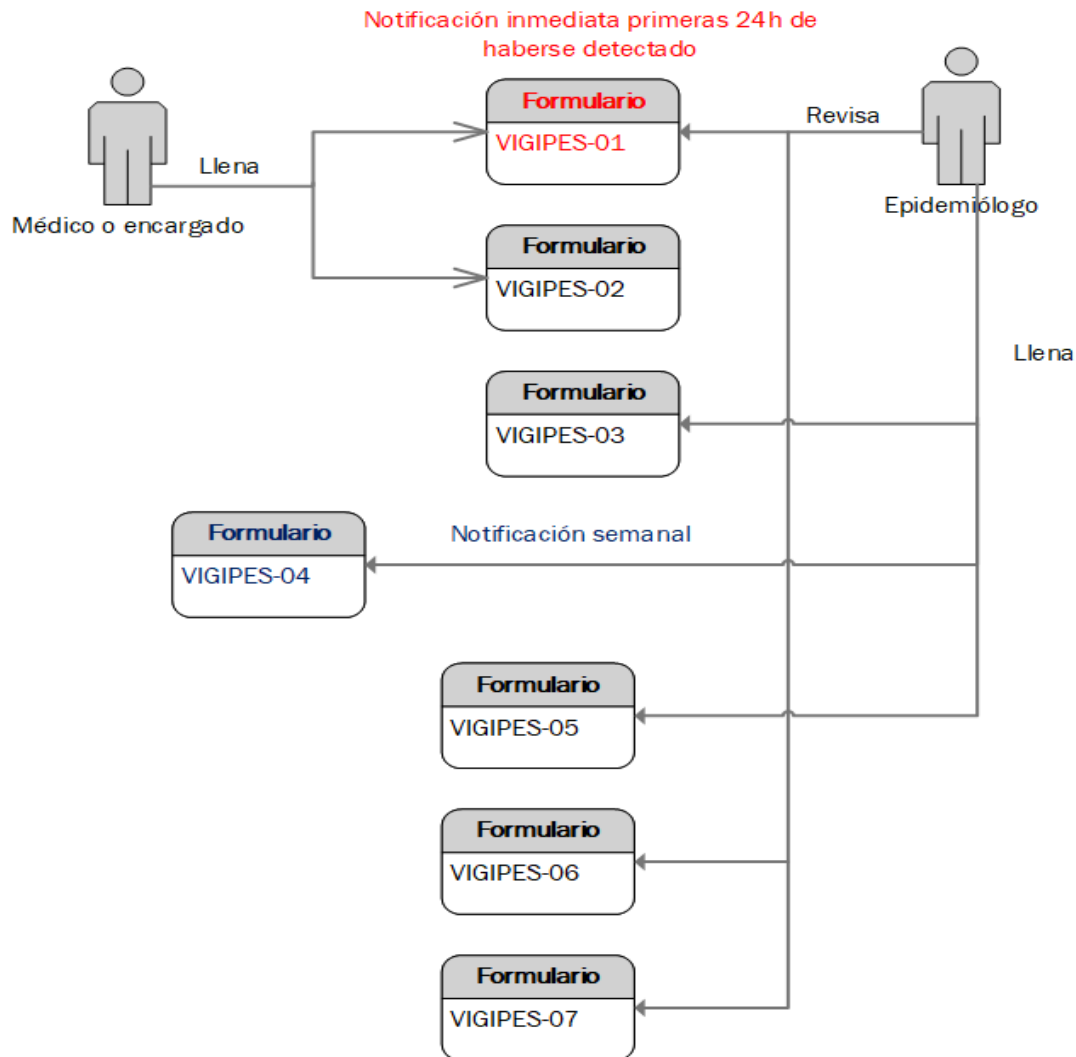 Notificación inmediata primeras 24h de
haberse detectado
Formulario
VIGIPES-01
Revisa
Llena
Médico o encargado
Epidemiólogo
Formulario
VIGIPES-02
Llena
Formulario
VIGIPES-03
Formulario
VIGIPES-04
Notificación semanal
Formulario
VIGIPES-05
Formulario
VIGIPES-06
Formulario
VIGIPES-07